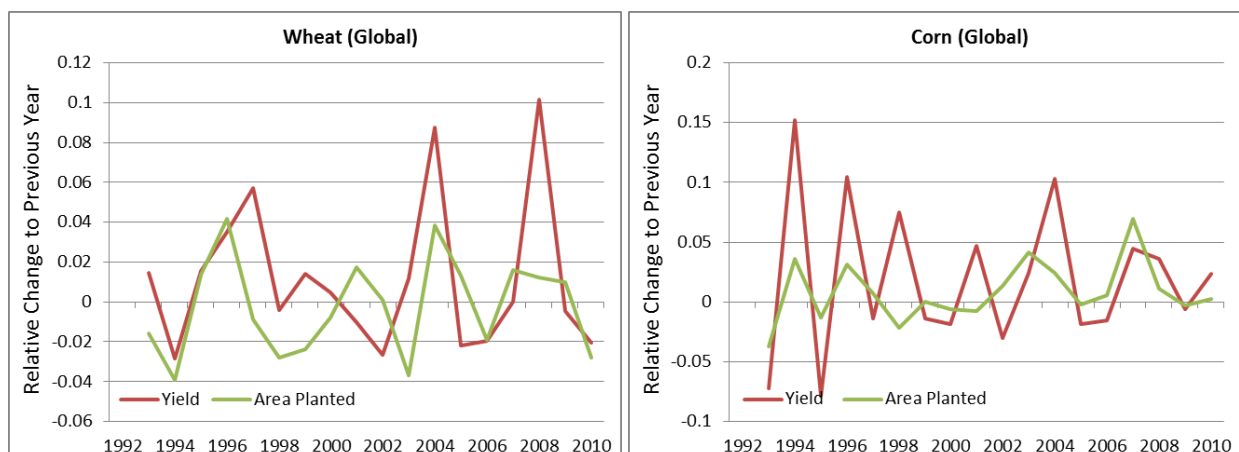 Wheat (Global)
Relative Change to Previous Year
0.12
0.1
0.08
0.06
0.04
0.02
0
-0.02
-0.04
-0.06
Yield Area Planted
1992 1994 1996 1998 2000 2002 2004 2006 2008 2010
Corn (Global)
Relative Change to Previous Year
0.2
0.15
0.1
0.05
0
-0.05
-0.1
Yield Area Planted
1992 1994 1996 1998 2000 2002 2004 2006 2008 2010